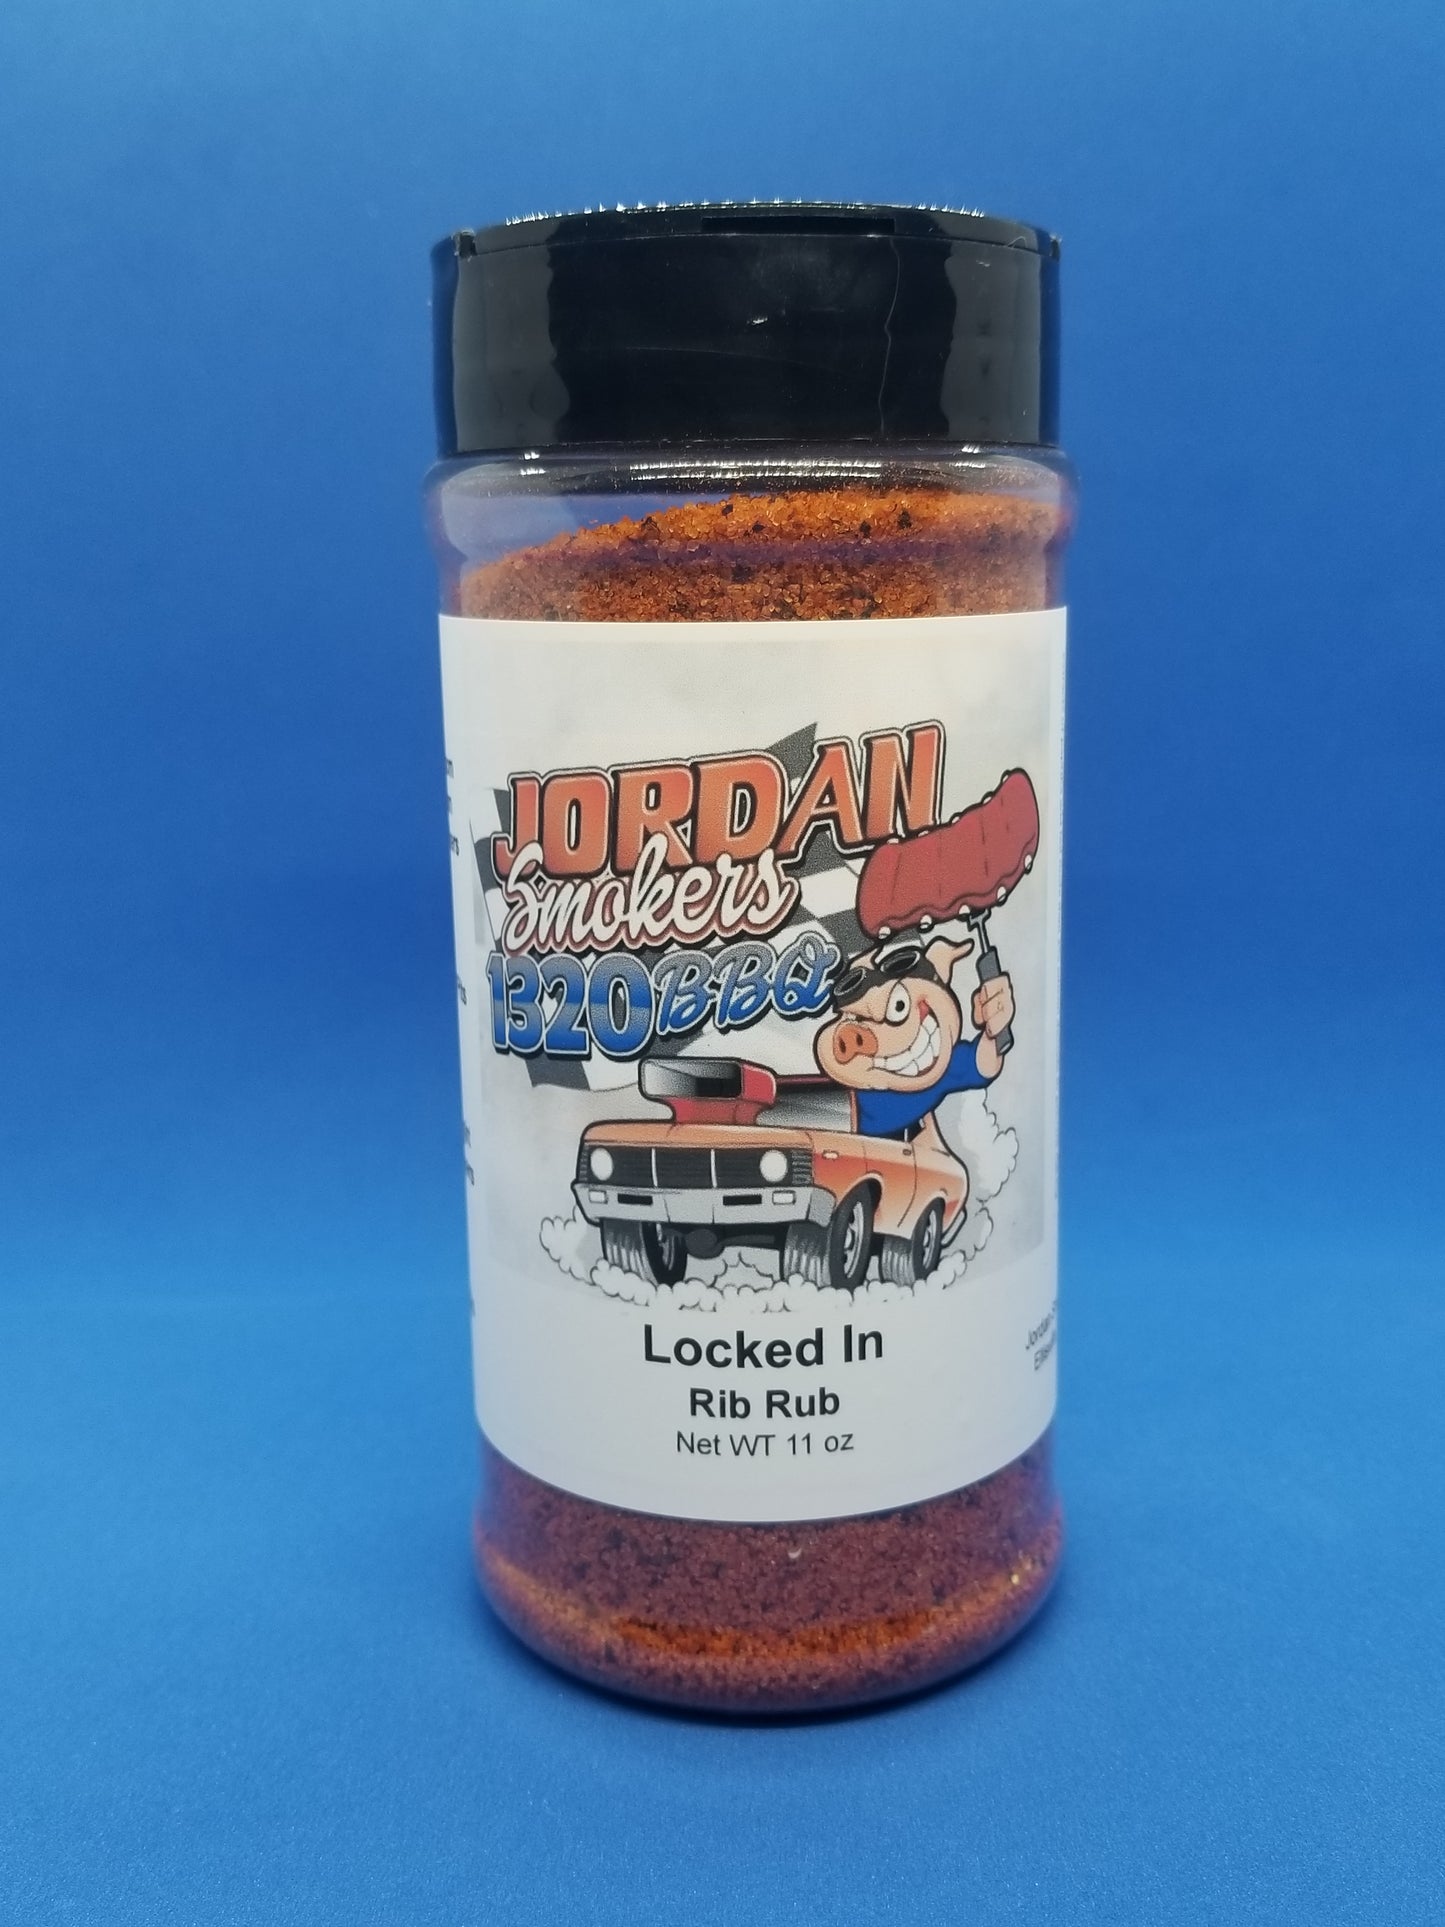 JORDAN
Smokers
1320 BBQ
Locked In
Rib Rub
Net WT 11 oz